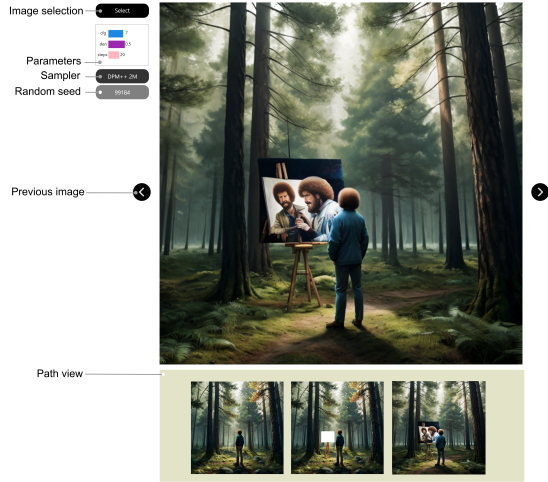 Image selection
Select
cfg 7
den 0.5
steps 20
Parameters
Sampler
DPM++ 2M
Random seed
99184
Previous image
Path view